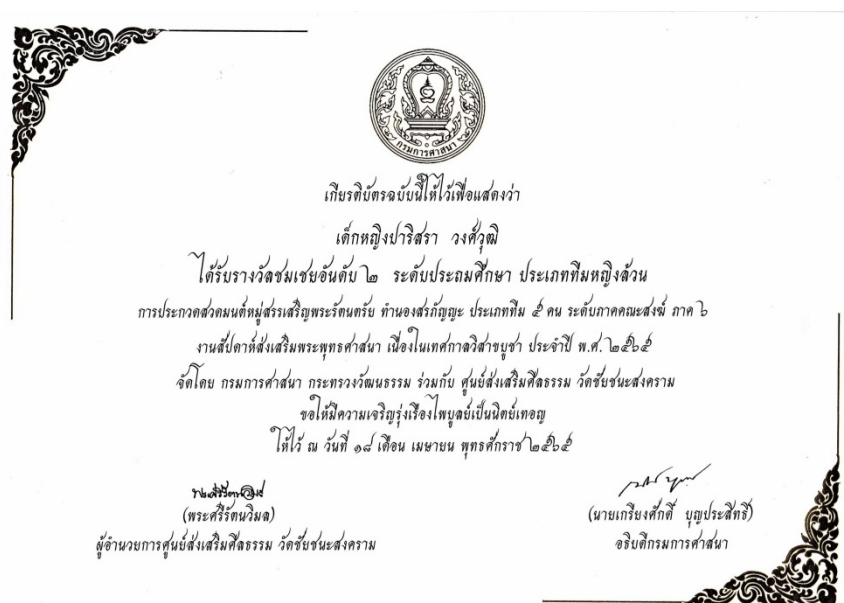 กรมการศาสนา
เกียรติบัตรฉบับนี้ให้ไว้เพื่อแสดงว่า
เด็กหญิงปาริสรา วงศ์วุฒิ
ได้รับรางวัลชมเชยอันดับ ๒ ระดับประถมศึกษา ประเภททีมหญิงล้วน
การประกวดสวดมนต์หมู่สรรเสริญพระรัตนตรัย ทำนองสรภัญญะ ประเภททีม ๕ คน ระดับภาคคณะสงฆ์ ภาค ๖
งานสัปดาห์ส่งเสริมพระพุทธศาสนา เนื่องในเทศกาลวิสาขบูชา ประจำปี พ.ศ. ๒๕๖๕
จัดโดย กรมการศาสนา กระทรวงวัฒนธรรม ร่วมกับ ศูนย์ส่งเสริมศีลธรรม วัดชัยชนะสงคราม
ขอให้มีความเจริญรุ่งเรืองไพบูลย์เป็นนิตย์เทอญ
ให้ไว้ ณ วันที่ ๑๘ เดือน เมษายน พุทธศักราช ๒๕๖๕
พระศรีรัตนวิมล
(พระศรีรัตนวิมล)
ผู้อำนวยการศูนย์ส่งเสริมศีลธรรม วัดชัยชนะสงคราม
(นายเกรียงศักดิ์ บุญประสิทธิ์)
อธิบดีกรมการศาสนา